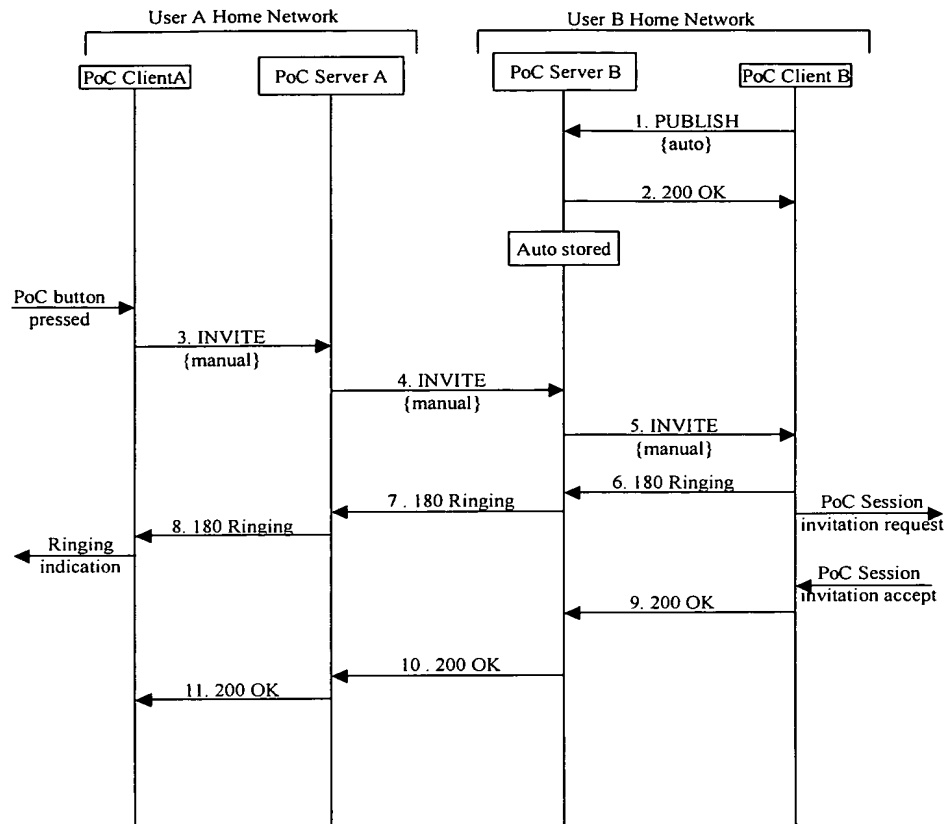 User A Home Network
User B Home Network
PoC ClientA
PoC Server A
PoC Server B
PoC Client B
1. PUBLISH
{auto}
2. 200 OK
Auto stored
PoC button
pressed
3. INVITE
{manual}
4. INVITE
{manual}
5. INVITE
{manual}
6. 180 Ringing
7 . 180 Ringing
8. 180 Ringing
PoC Session
invitation request
Ringing
indication
PoC Session
invitation accept
9. 200 OK
10 . 200 OK
11. 200 OK